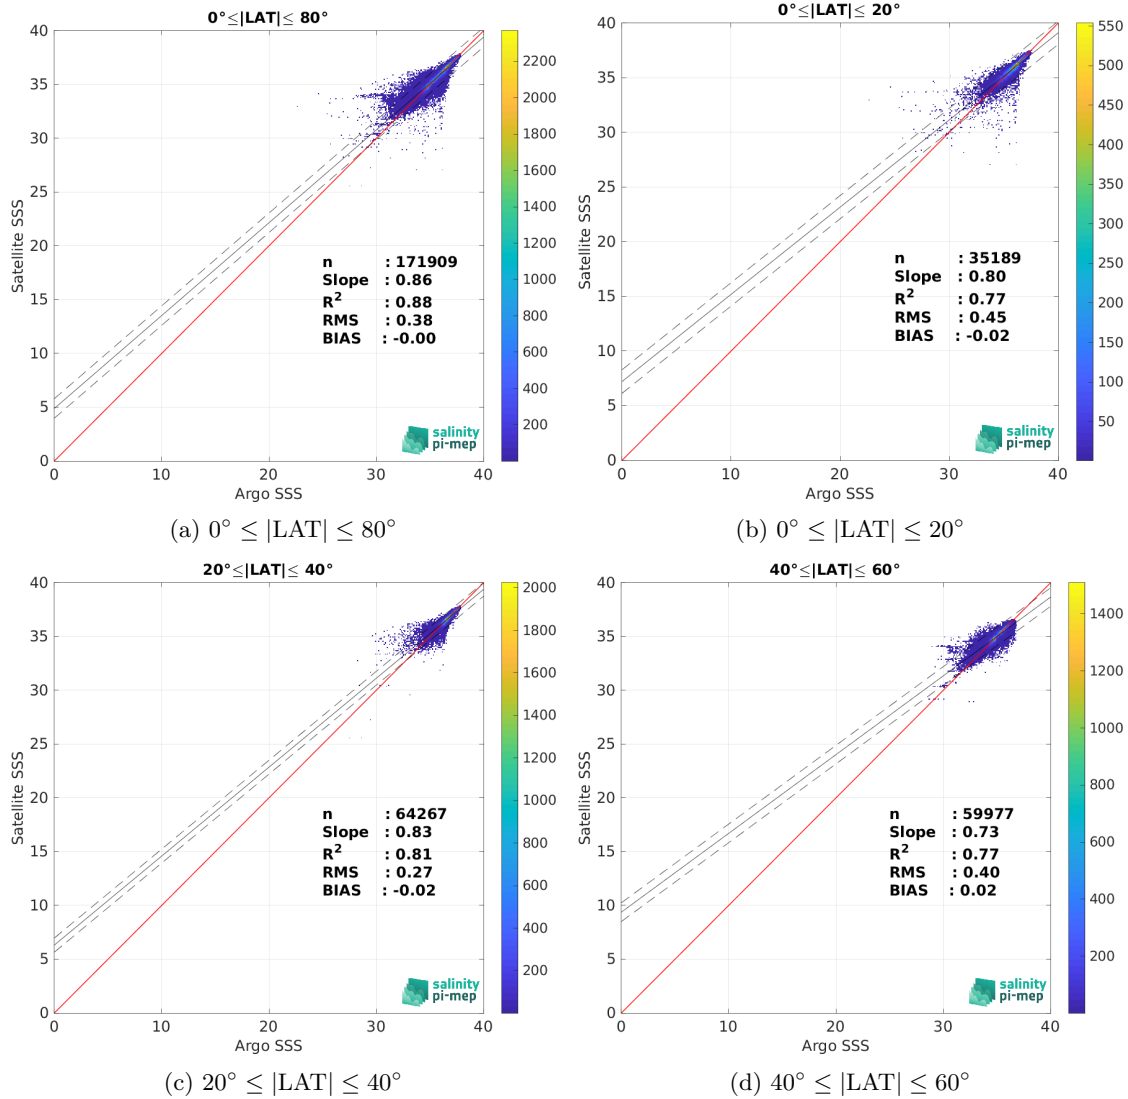 0°≤|LAT|≤ 80°
40
35
30
25
20
15
10
5
0
Satellite SSS
0
10
20
30
40
Argo SSS
n : 171909
Slope : 0.86
R² : 0.88
RMS : 0.38
BIAS : -0.00
salinity
pi-mep
2200
2000
1800
1600
1400
1200
1000
800
600
400
200
(a) 0° ≤ |LAT| ≤ 80°
0°≤|LAT|≤ 20°
40
35
30
25
20
15
10
5
0
Satellite SSS
0
10
20
30
40
Argo SSS
n : 35189
Slope : 0.80
R² : 0.77
RMS : 0.45
BIAS : -0.02
salinity
pi-mep
550
500
450
400
350
300
250
200
150
100
50
(b) 0° ≤ |LAT| ≤ 20°
20°≤|LAT|≤ 40°
40
35
30
25
20
15
10
5
0
Satellite SSS
0
10
20
30
40
Argo SSS
n : 64267
Slope : 0.83
R² : 0.81
RMS : 0.27
BIAS : -0.02
salinity
pi-mep
2000
1800
1600
1400
1200
1000
800
600
400
200
(c) 20° ≤ |LAT| ≤ 40°
40°≤|LAT|≤ 60°
40
35
30
25
20
15
10
5
0
Satellite SSS
0
10
20
30
40
Argo SSS
n : 59977
Slope : 0.73
R² : 0.77
RMS : 0.40
BIAS : 0.02
salinity
pi-mep
1400
1200
1000
800
600
400
200
(d) 40° ≤ |LAT| ≤ 60°